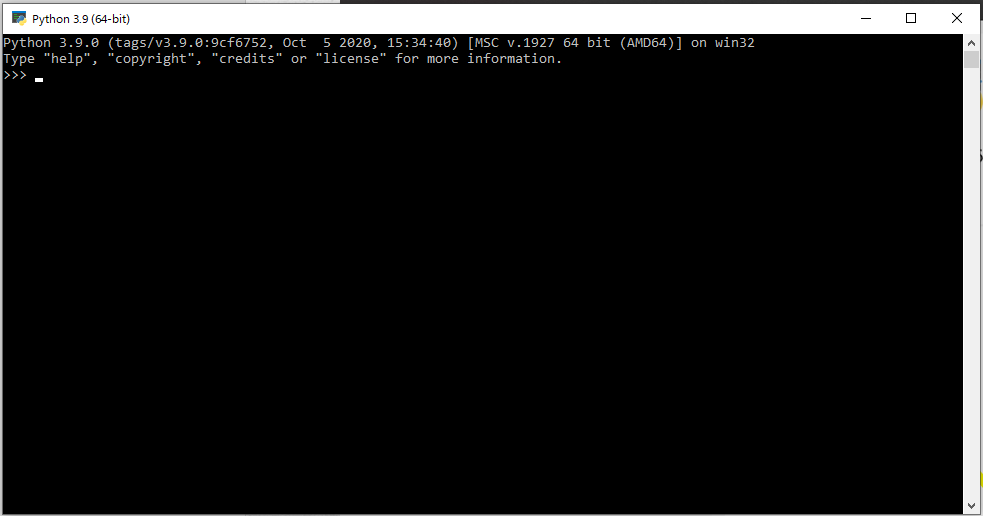 Python 3.9 (64-bit)
Python 3.9.0 (tags/v3.9.0:9cf6752, Oct  5 2020, 15:34:40) [MSC v.1927 64 bit (AMD64)] on win32
Type "help", "copyright", "credits" or "license" for more information.
>>>